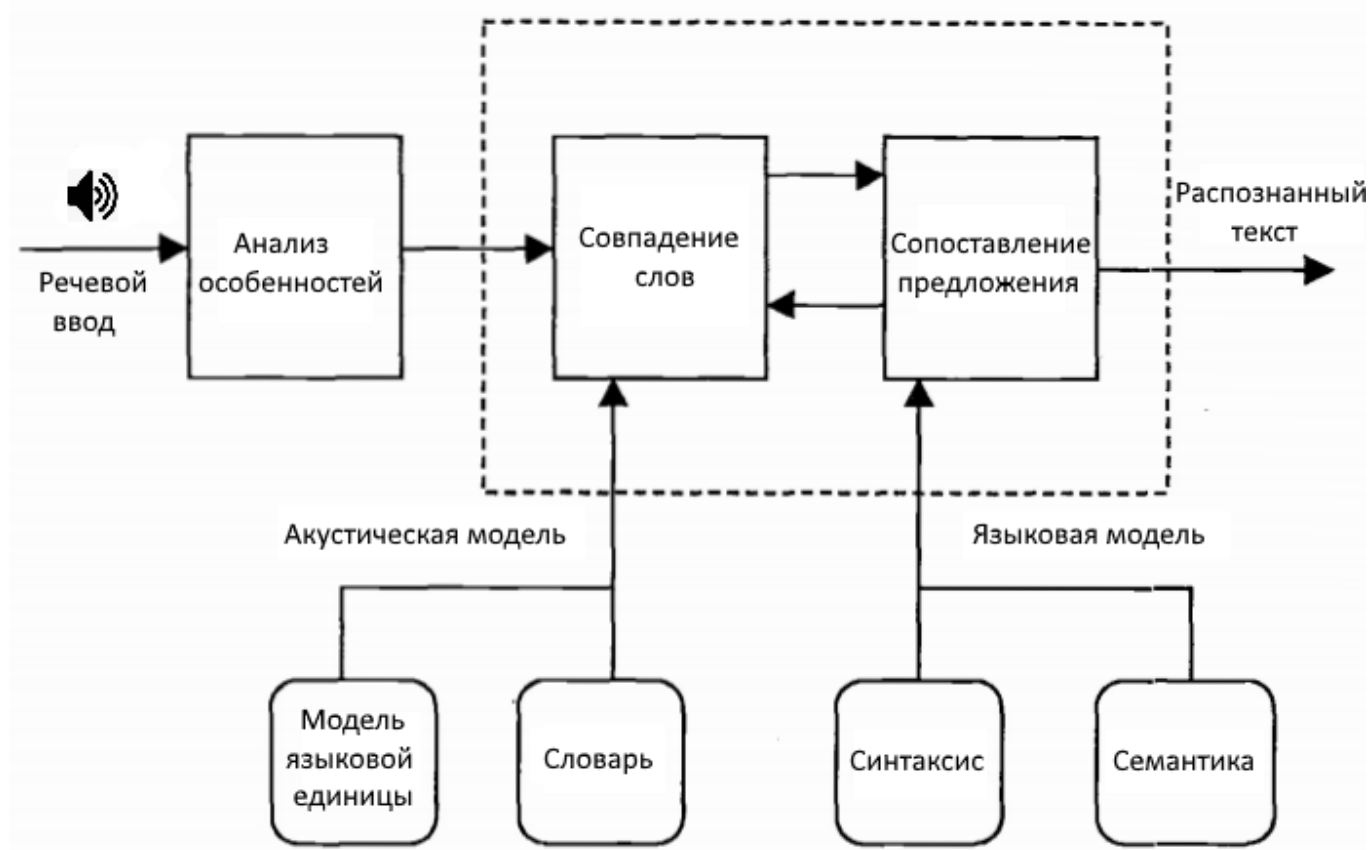 Речевой
ввод
Анализ
особенностей
Совпадение
слов
Сопоставление
предложения
Распознанный
текст
Акустическая модель
Языковая модель
Модель
языковой
единицы
Словарь
Синтаксис
Семантика